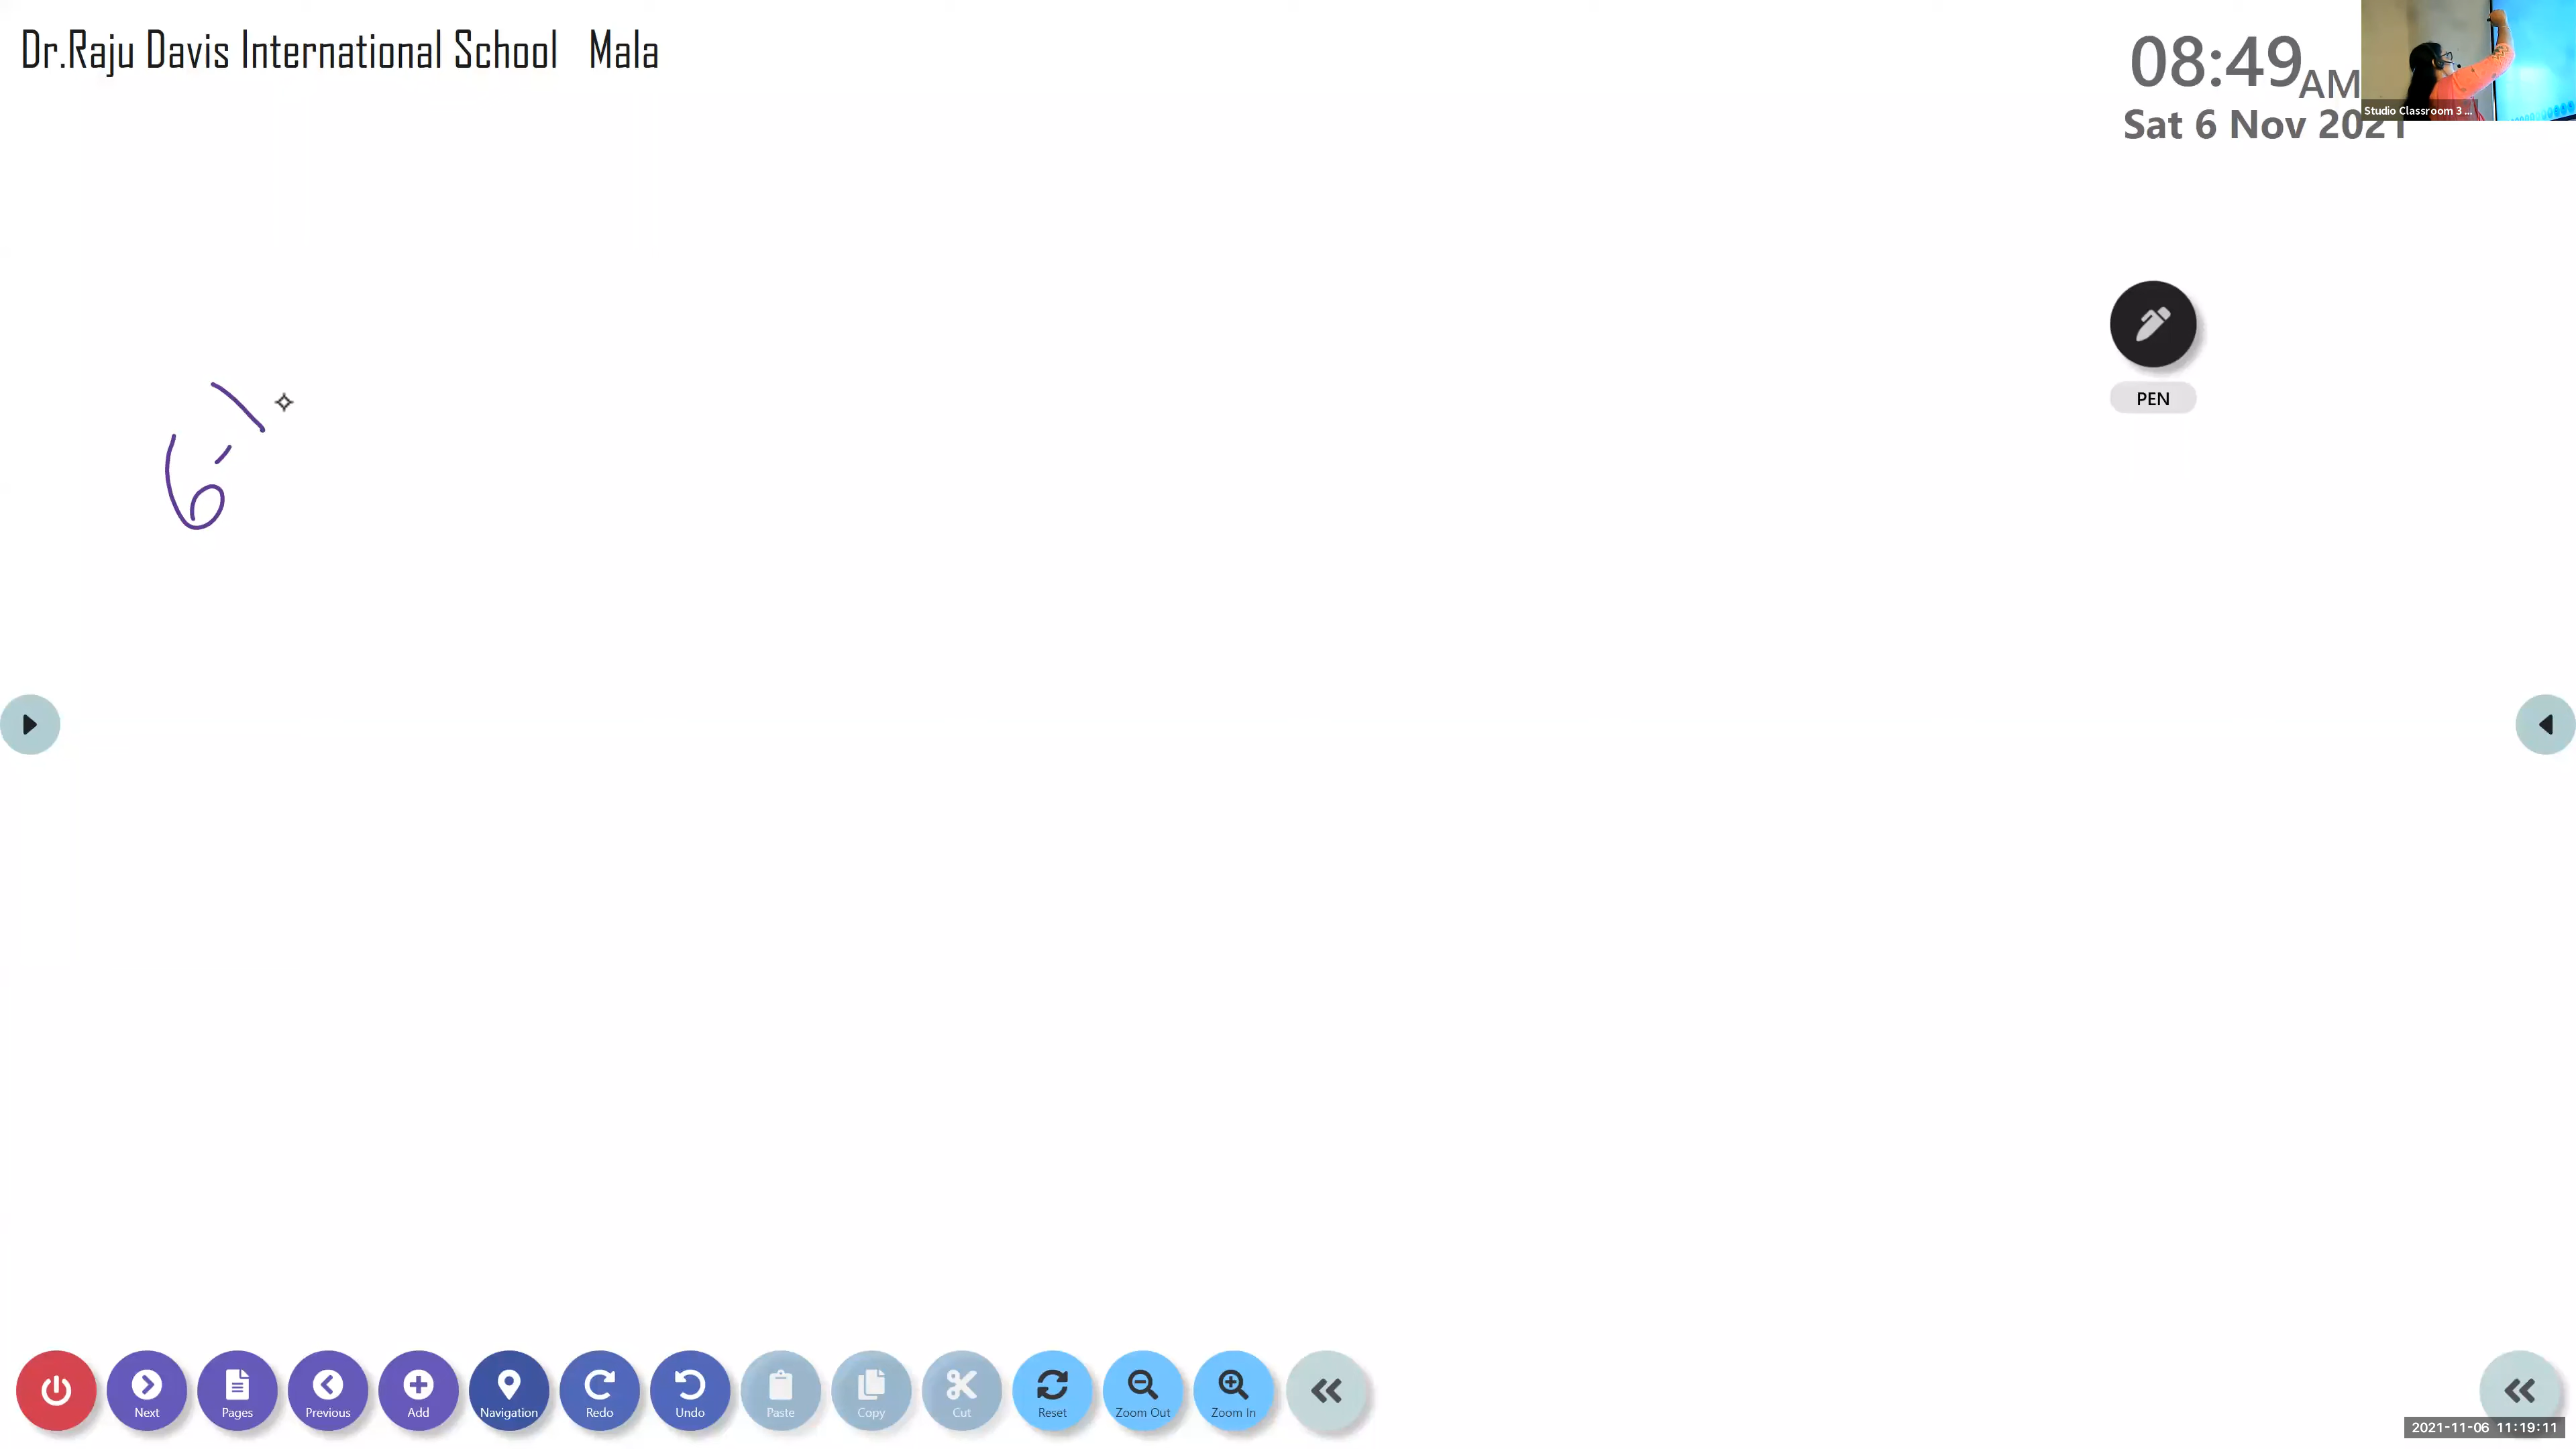 Dr.Raju Davis International School Mala
08:49AM
Sat 6 Nov 2021
Studio Classroom 3 ...
PEN
6
Next
Pages
Previous
Add
Navigation
Redo
Undo
Paste
Copy
Cut
Reset
Zoom Out
Zoom In
2021-11-06 11:19:11